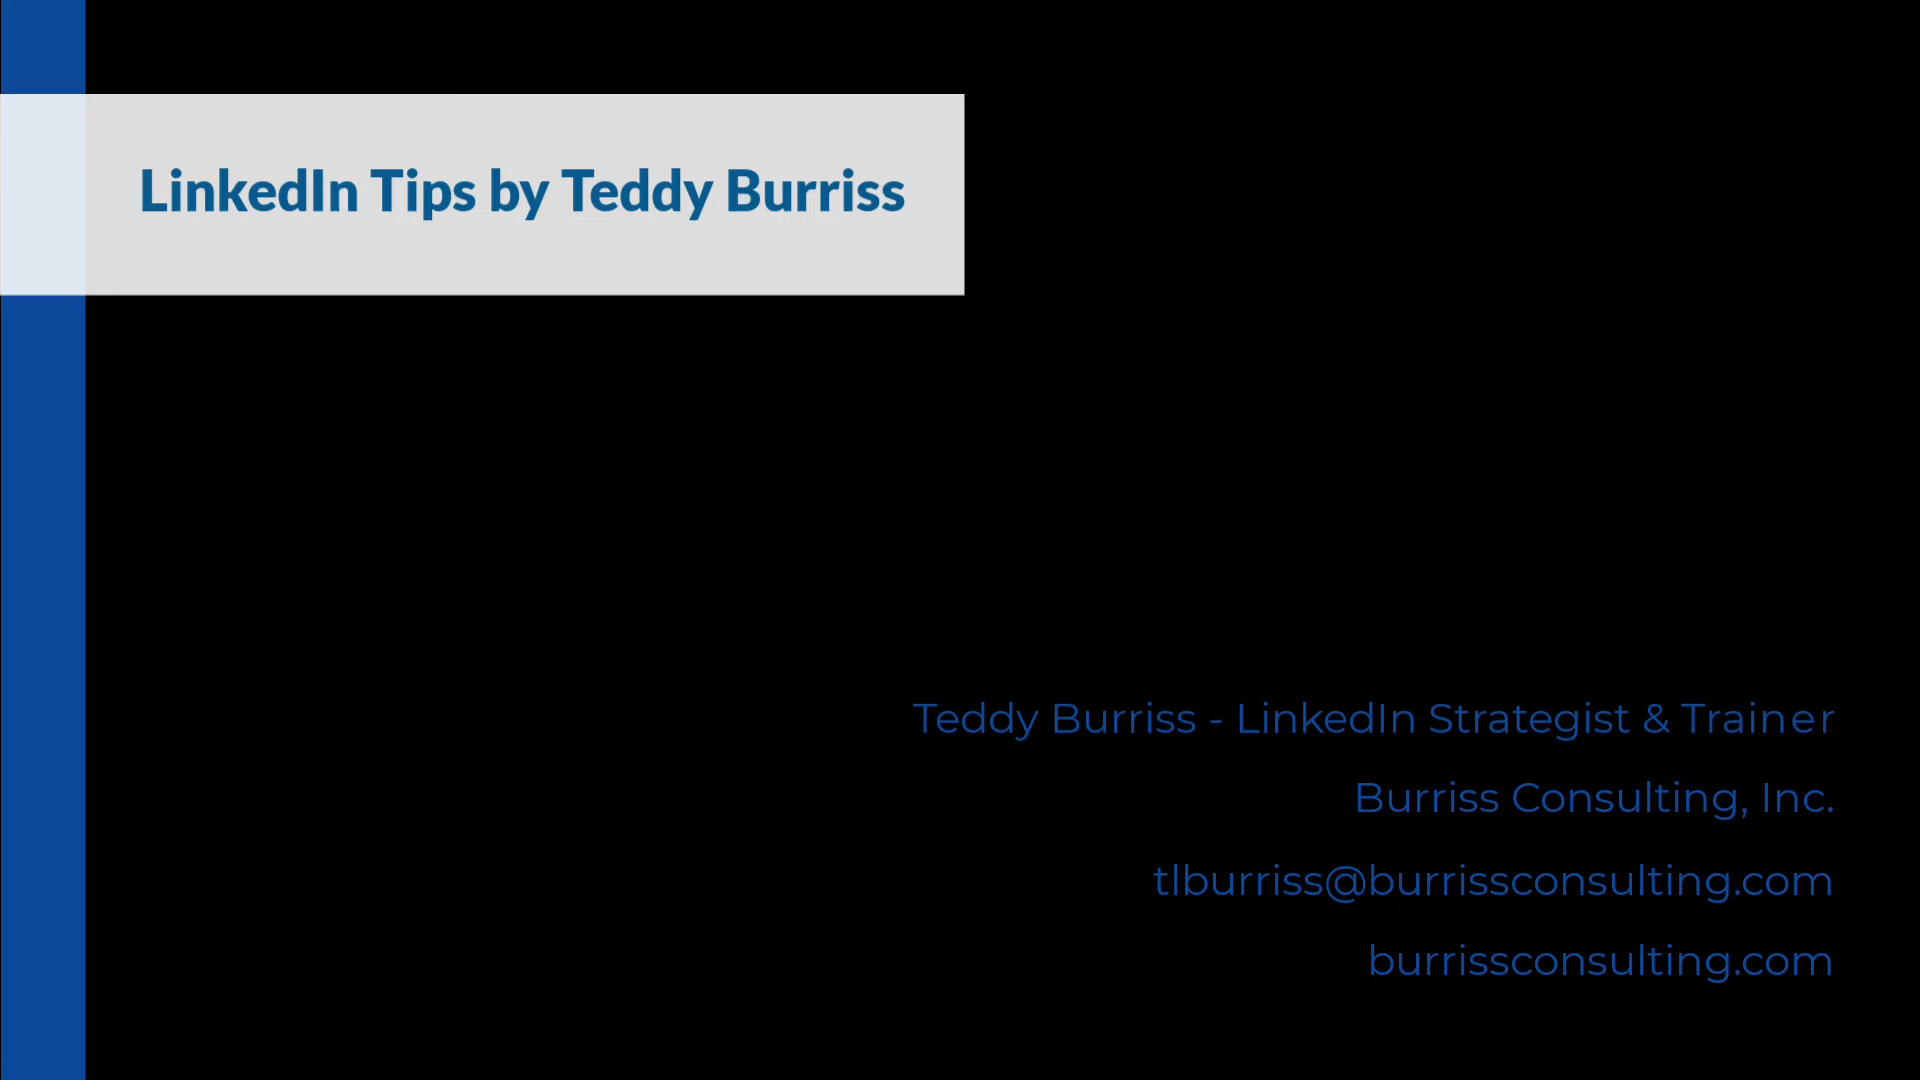 LinkedIn Tips by Teddy Burriss
Teddy Burriss - LinkedIn Strategist & Trainer
Burriss Consulting, Inc.
tlburriss@burrissconsulting.com
burrissconsulting.com